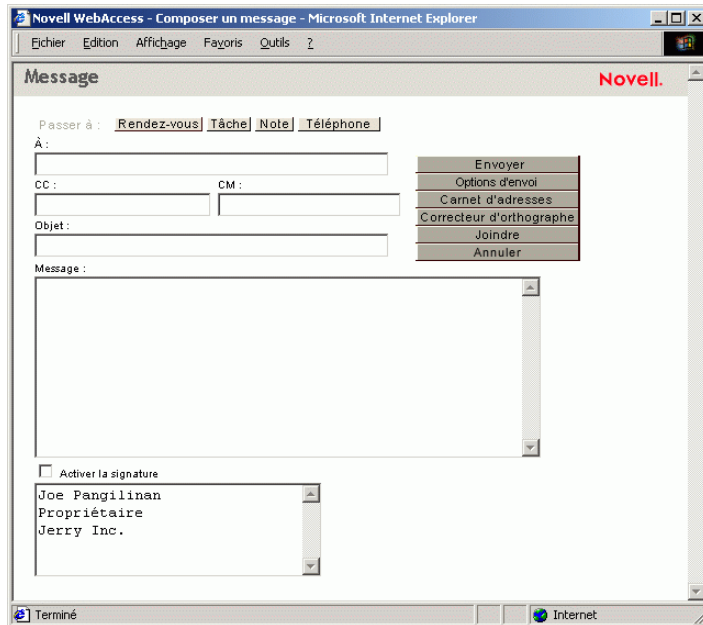 Novell WebAccess - Composer un message - Microsoft Internet Explorer
Fichier Edition Affichage Favoris Outils ?
Message
Novell.
Passer à : Rendez-vous Tâche Note Téléphone
À :
Envoyer
Options d'envoi
CC : CM :
Carnet d'adresses
Correcteur d'orthographe
Objet :
Joindre
Annuler
Message :
Activer la signature
Joe Pangilinan
Propriétaire
Jerry Inc.
Terminé Internet